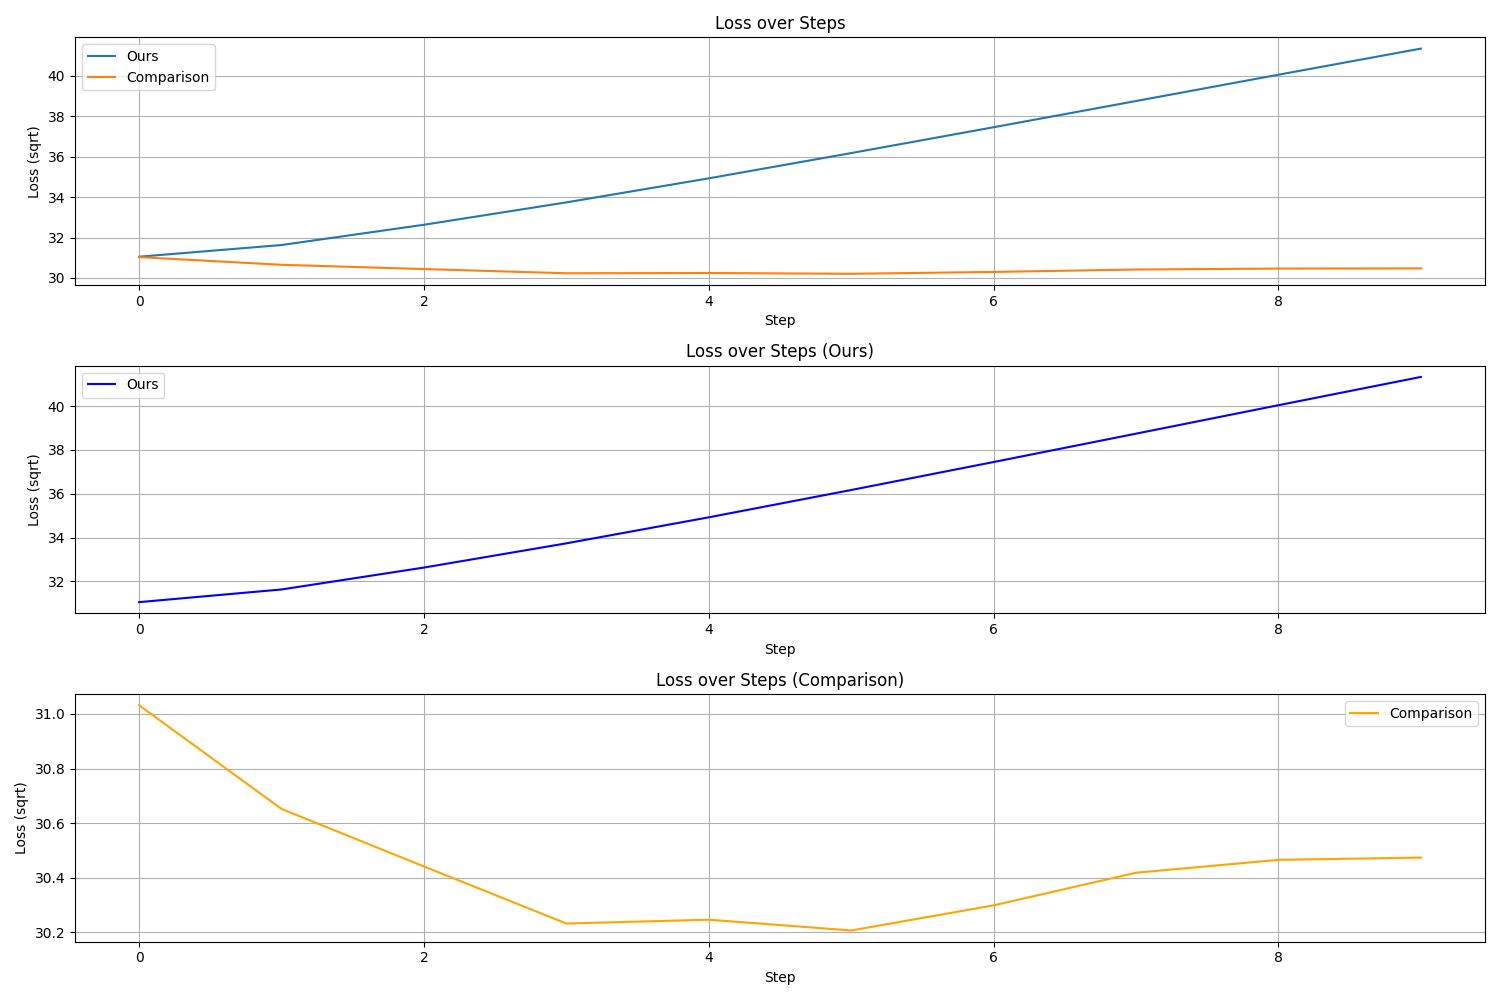 Loss over Steps
Ours
Comparison
40
38
36
34
32
30
Loss (sqrt)
0 2 4 6 8
Step
Loss over Steps (Ours)
Ours
40
38
36
34
32
Loss (sqrt)
0 2 4 6 8
Step
Loss over Steps (Comparison)
Comparison
31.0
30.8
30.6
30.4
30.2
Loss (sqrt)
0 2 4 6 8
Step